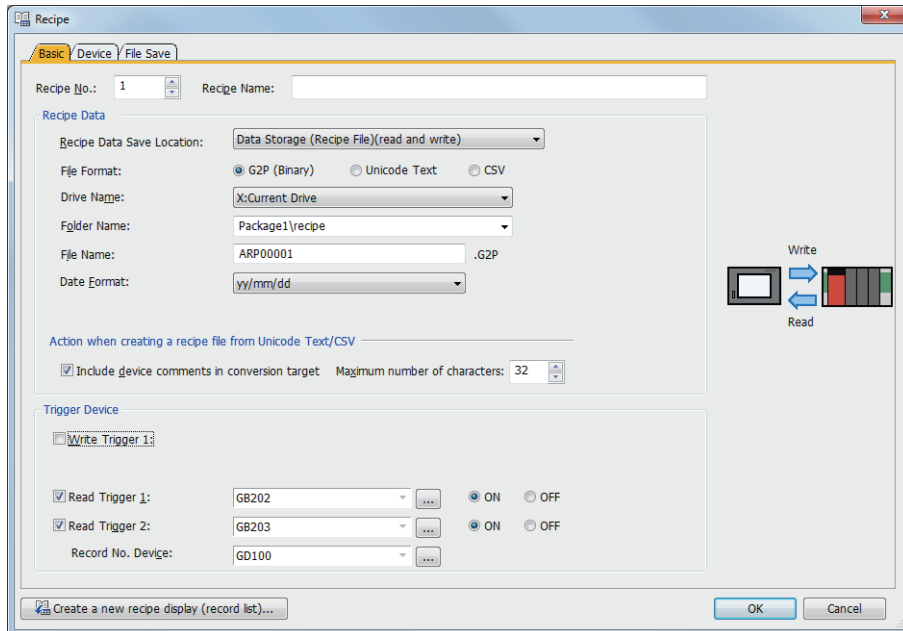 Recipe
Basic Device File Save
Recipe No.: 1 Recipe Name:
Recipe Data
Recipe Data Save Location: Data Storage (Recipe File)(read and write)
File Format: G2P (Binary) Unicode Text CSV
Drive Name: X:Current Drive
Folder Name: Package1\recipe
File Name: ARP00001 .G2P
Date Format: yy/mm/dd
Write
Read
Action when creating a recipe file from Unicode Text/CSV
Include device comments in conversion target Maximum number of characters: 32
Trigger Device
Write Trigger 1:
Read Trigger 1: GB202 ... ON OFF
Read Trigger 2: GB203 ... ON OFF
Record No. Device: GD100 ...
Create a new recipe display (record list)... OK Cancel